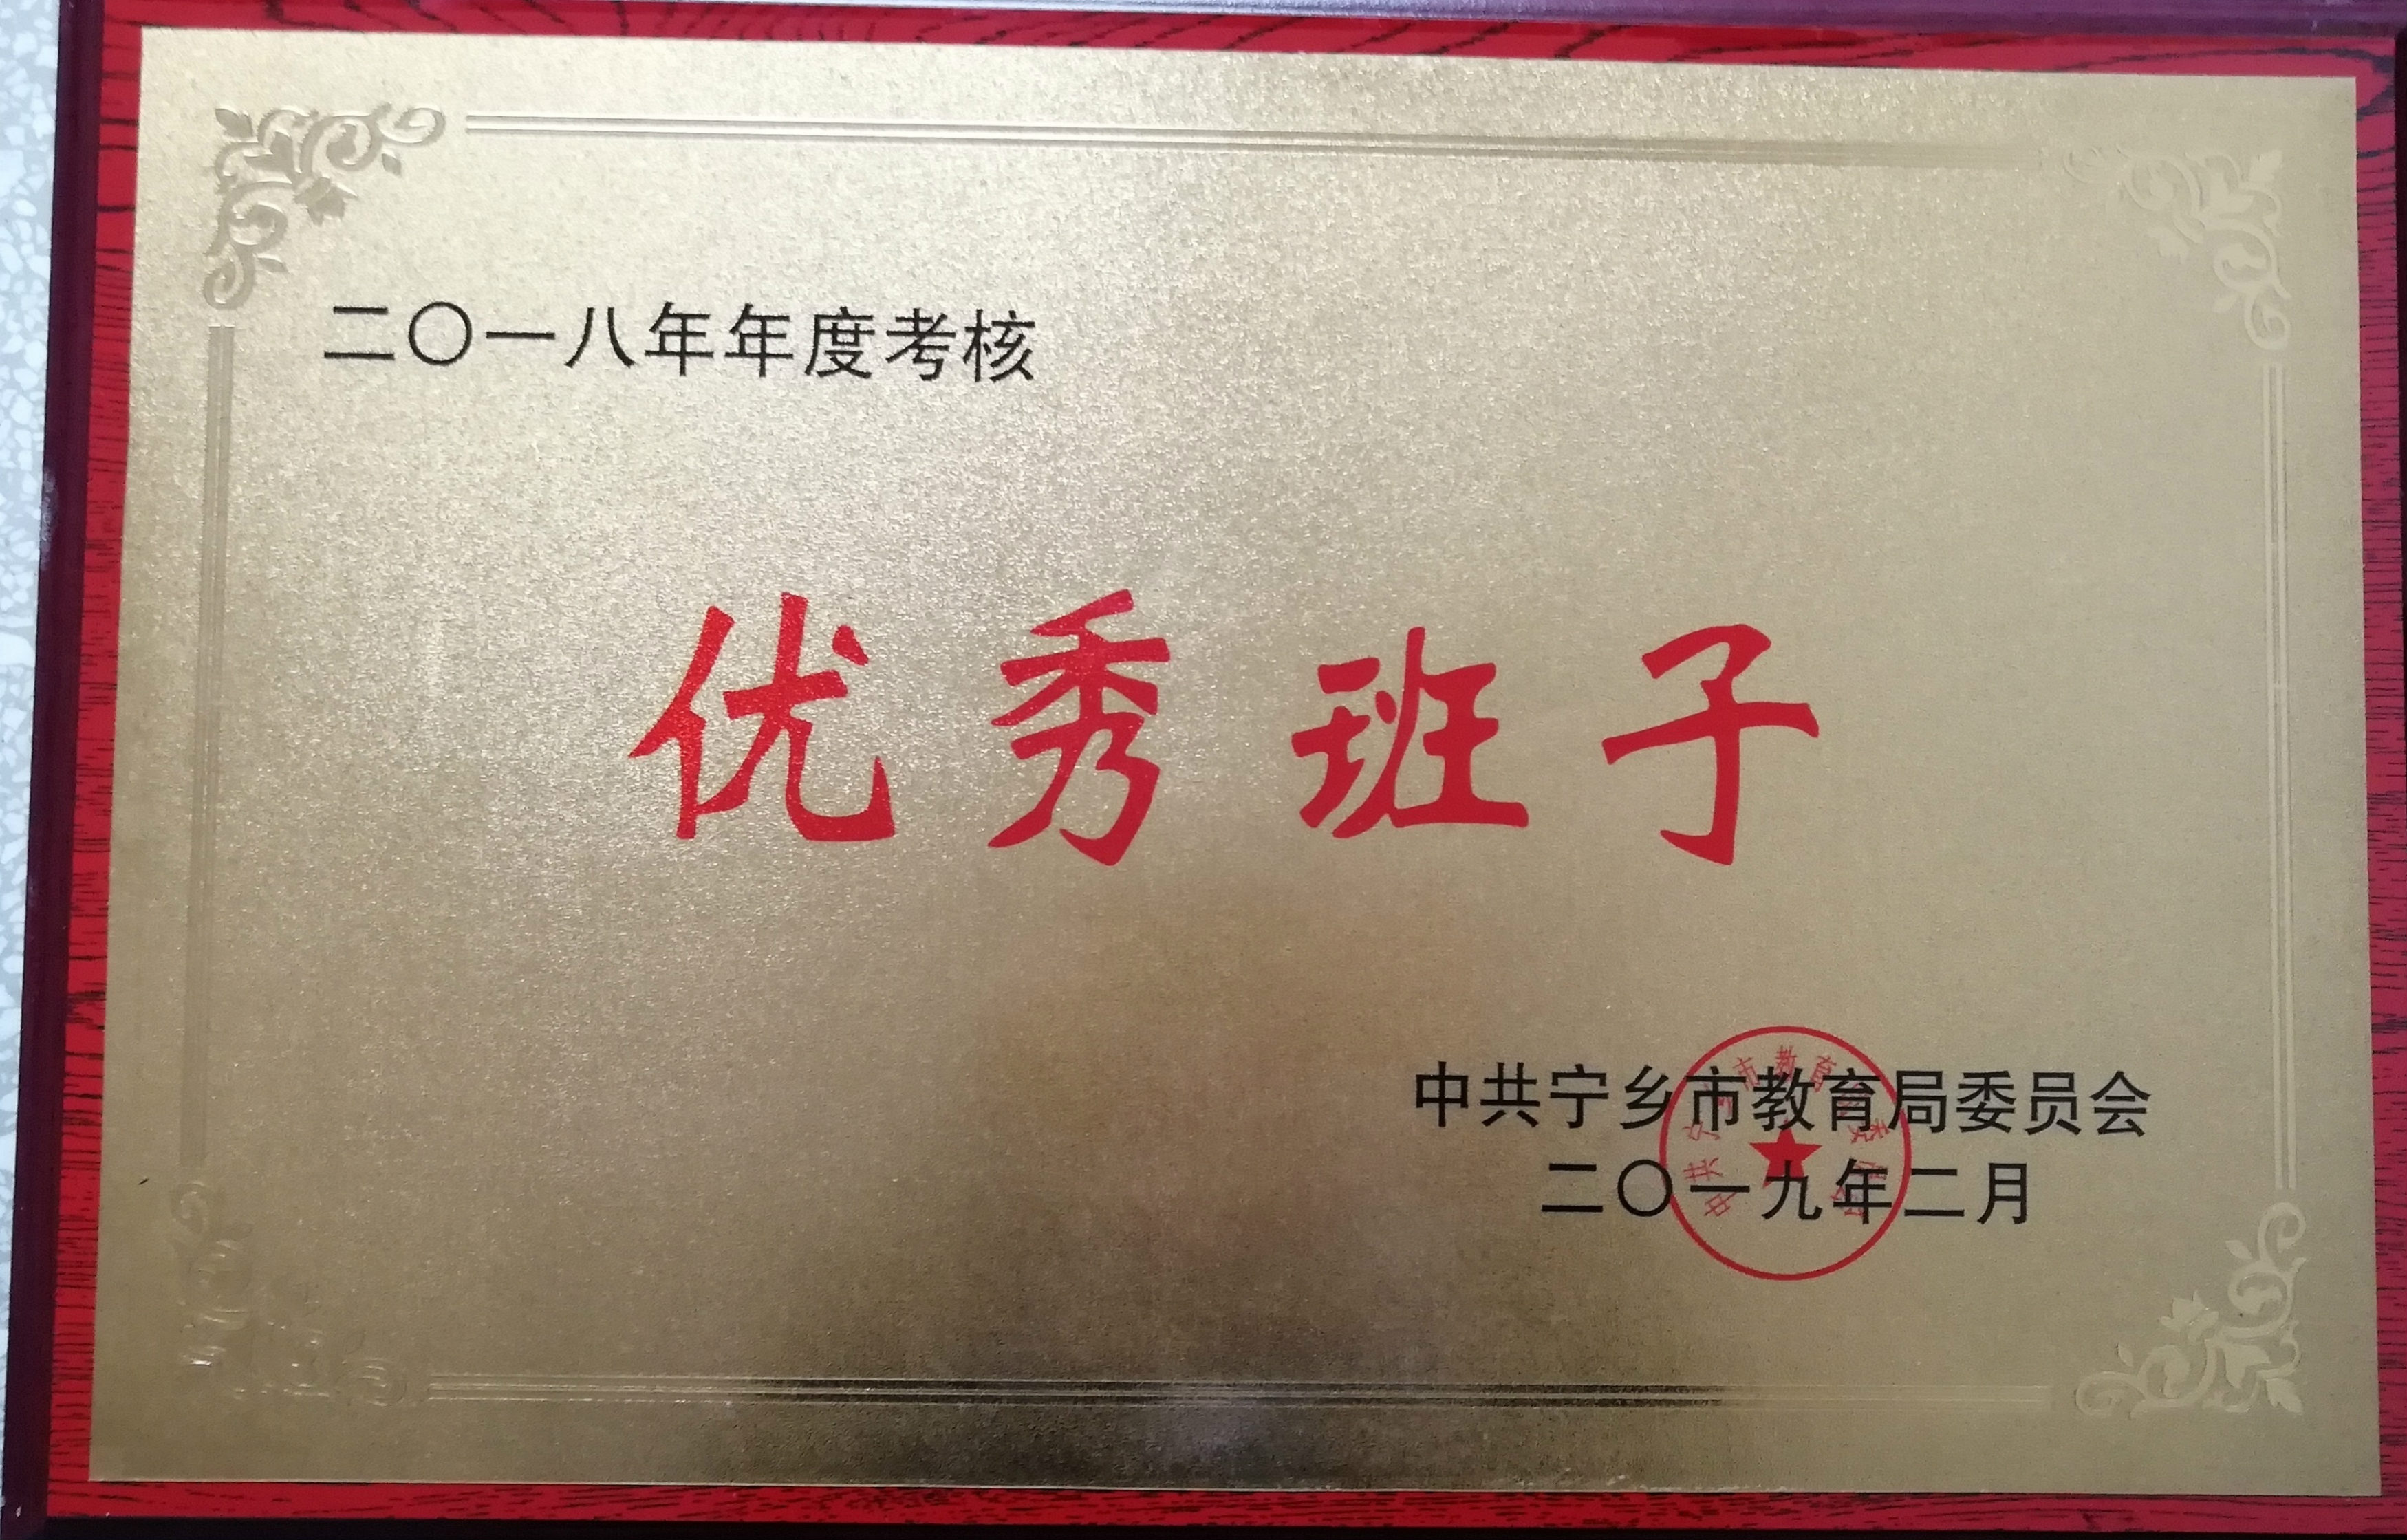 二〇一八年年度考核
优秀班子
中共宁乡市教育局委员会
二〇一九年二月